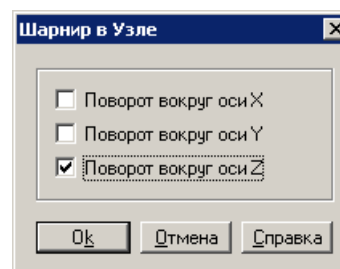 Шарнир в Узле
Поворот вокруг оси X
Поворот вокруг оси Y
Поворот вокруг оси Z
Ok
Отмена
Справка